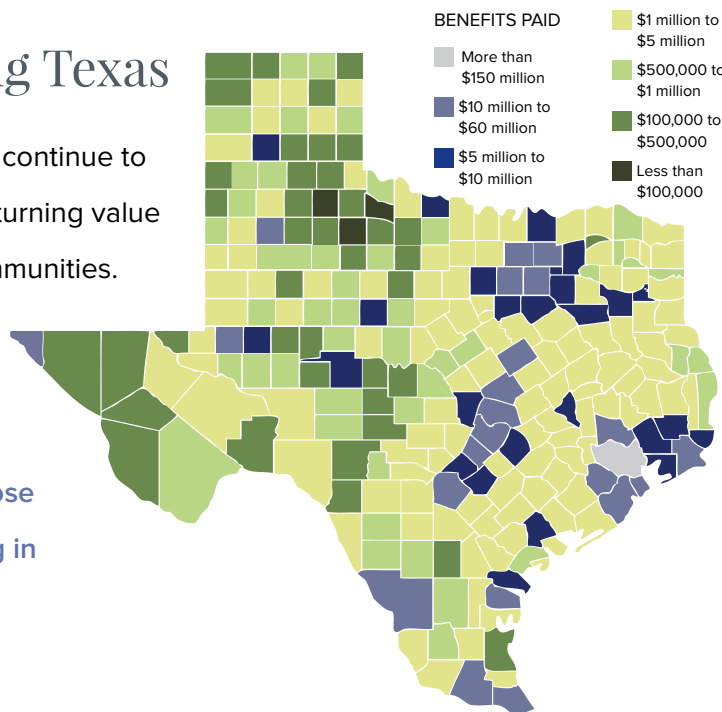 g Texas
continue to
turning value
mmunities.
ose
g in
BENEFITS PAID
More than
$150 million
$10 million to
$60 million
$5 million to
$10 million
$1 million to
$5 million
$500,000 to
$1 million
$100,000 to
$500,000
Less than
$100,000